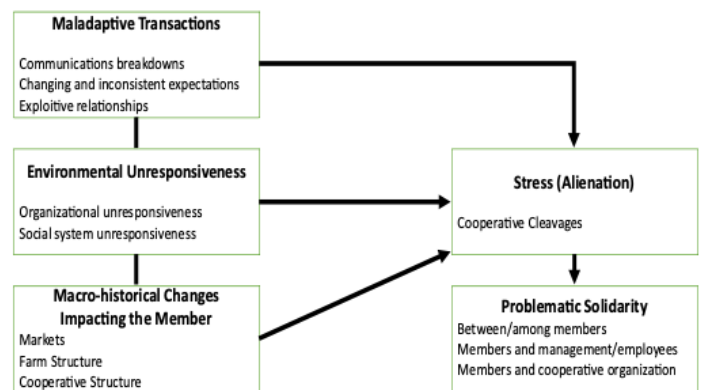 Maladaptive Transactions
Communications breakdowns
Changing and inconsistent expectations
Exploitive relationships
Environmental Unresponsiveness
Organizational unresponsiveness
Social system unresponsiveness
Macro-historical Changes
Impacting the Member
Markets
Farm Structure
Cooperative Structure
Stress (Alienation)
Cooperative Cleavages
Problematic Solidarity
Between/among members
Members and management/employees
Members and cooperative organization